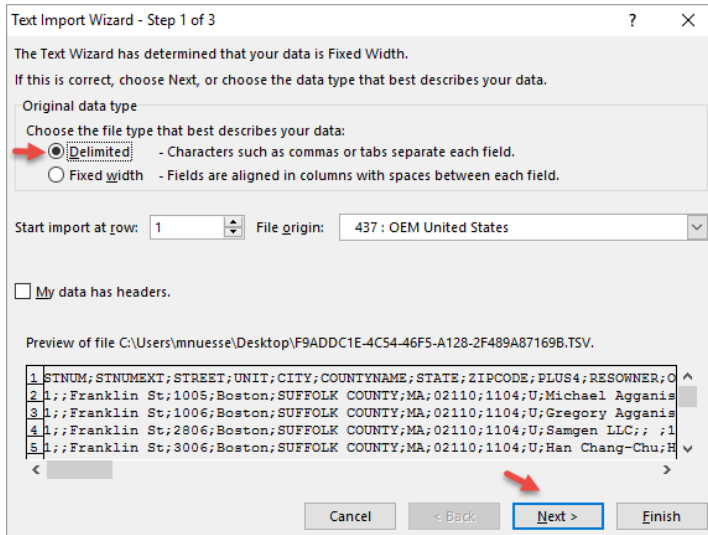 Text Import Wizard - Step 1 of 3 ? ×
The Text Wizard has determined that your data is Fixed Width.
If this is correct, choose Next, or choose the data type that best describes your data.
Original data type
Choose the file type that best describes your data:
Delimited - Characters such as commas or tabs separate each field.
Fixed width - Fields are aligned in columns with spaces between each field.
Start import at row: 1 File origin: 437 : OEM United States
My data has headers.
Preview of file C:\Users\mnuesse\Desktop\F9ADDC1E-4C54-46F5-A128-2F489A87169B.TSV.
1 STNUM;STNUMEXT;STREET;UNIT;CITY;COUNTYNAME;STATE;ZIPCODE;PLUS4;RESOWNER;O
2 1;;Franklin St;1005;Boston;SUFFOLK COUNTY;MA;02110;1104;U;Michael Agganis
3 1;;Franklin St;1006;Boston;SUFFOLK COUNTY;MA;02110;1104;U;Gregory Agganis
4 1;;Franklin St;2806;Boston;SUFFOLK COUNTY;MA;02110;1104;U;Samgen LLC;; ;1
5 1;;Franklin St;3006;Boston;SUFFOLK COUNTY;MA;02110;1104;U;Han Chang-Chu;H
Cancel < Back Next > Finish